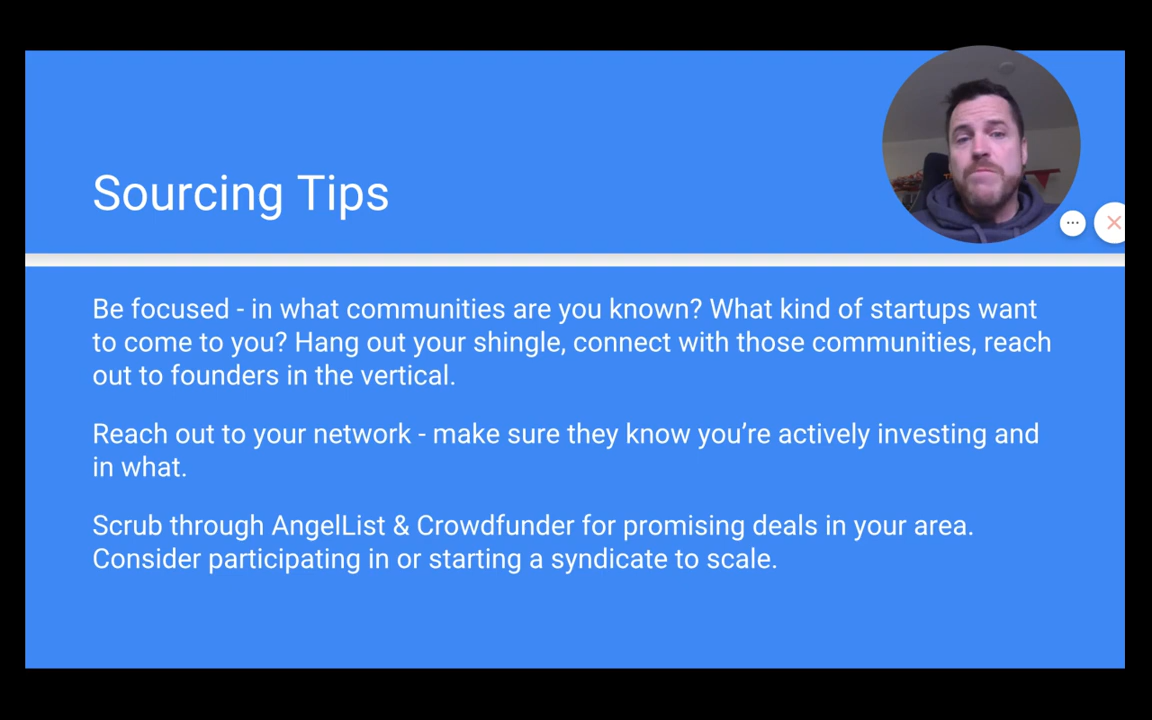 Sourcing Tips
Be focused - in what communities are you known? What kind of startups want
to come to you? Hang out your shingle, connect with those communities, reach
out to founders in the vertical.
Reach out to your network - make sure they know you’re actively investing and
in what.
Scrub through AngelList & Crowdfunder for promising deals in your area.
Consider participating in or starting a syndicate to scale.